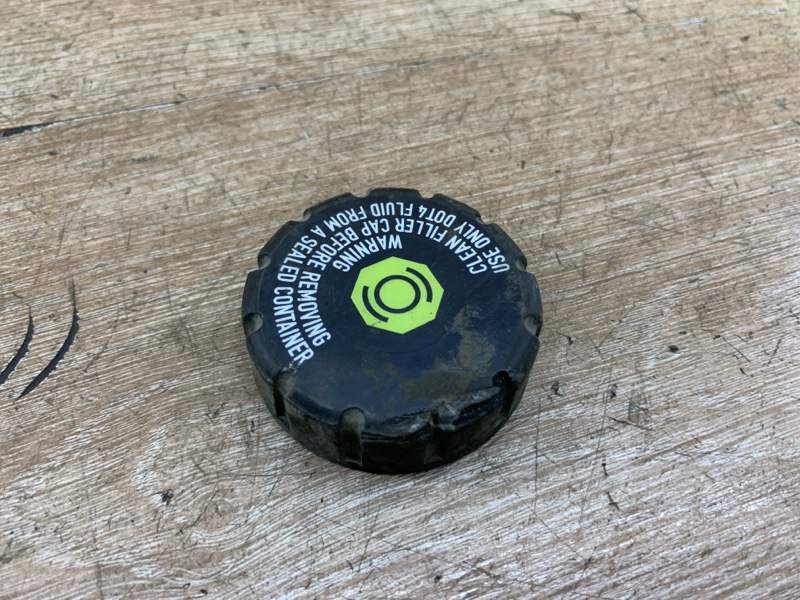 WARNING
CLEAN FILLER CAP BEFORE REMOVING
USE ONLY DOT4 FLUID FROM A SEALED CONTAINER